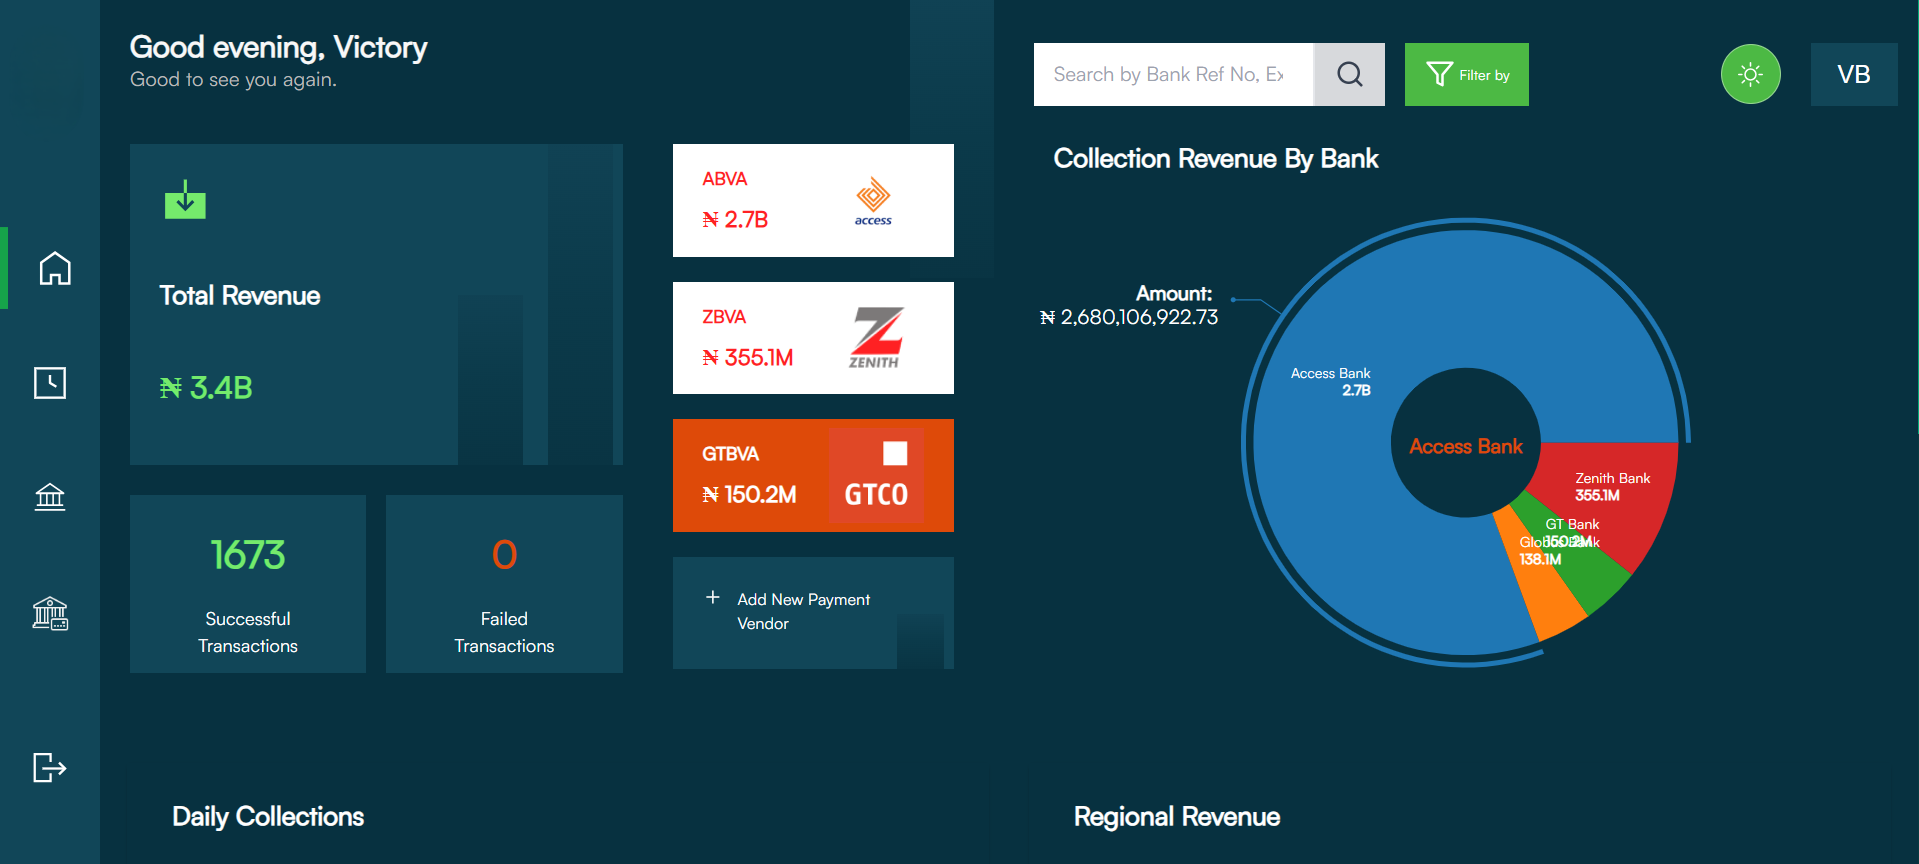 Good evening, Victory
Good to see you again.
Search by Bank Ref No, Ex
Filter by
VB
Total Revenue
₦ 3.4B
1673
Successful
Transactions
0
Failed
Transactions
ABVA
₦ 2.7B
access
ZBVA
₦ 355.1M
ZENITH
GTBVA
₦ 150.2M
GTCO
+ Add New Payment
Vendor
Collection Revenue By Bank
Amount:
₦ 2,680,106,922.73
Access Bank
2.7B
Access Bank
Zenith Bank
355.1M
GT Bank
150.2M
Globus Bank
138.1M
Daily Collections
Regional Revenue